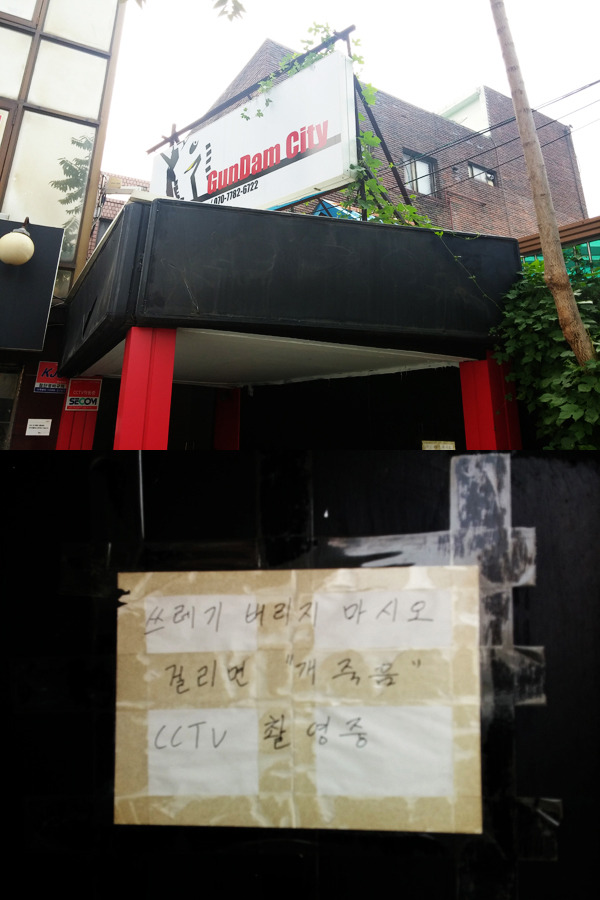 GunDam City
070-7782-6722
SECOM
쓰레기 버리지 마시오
걸리면 "개 죽음"
CCTV 촬영중